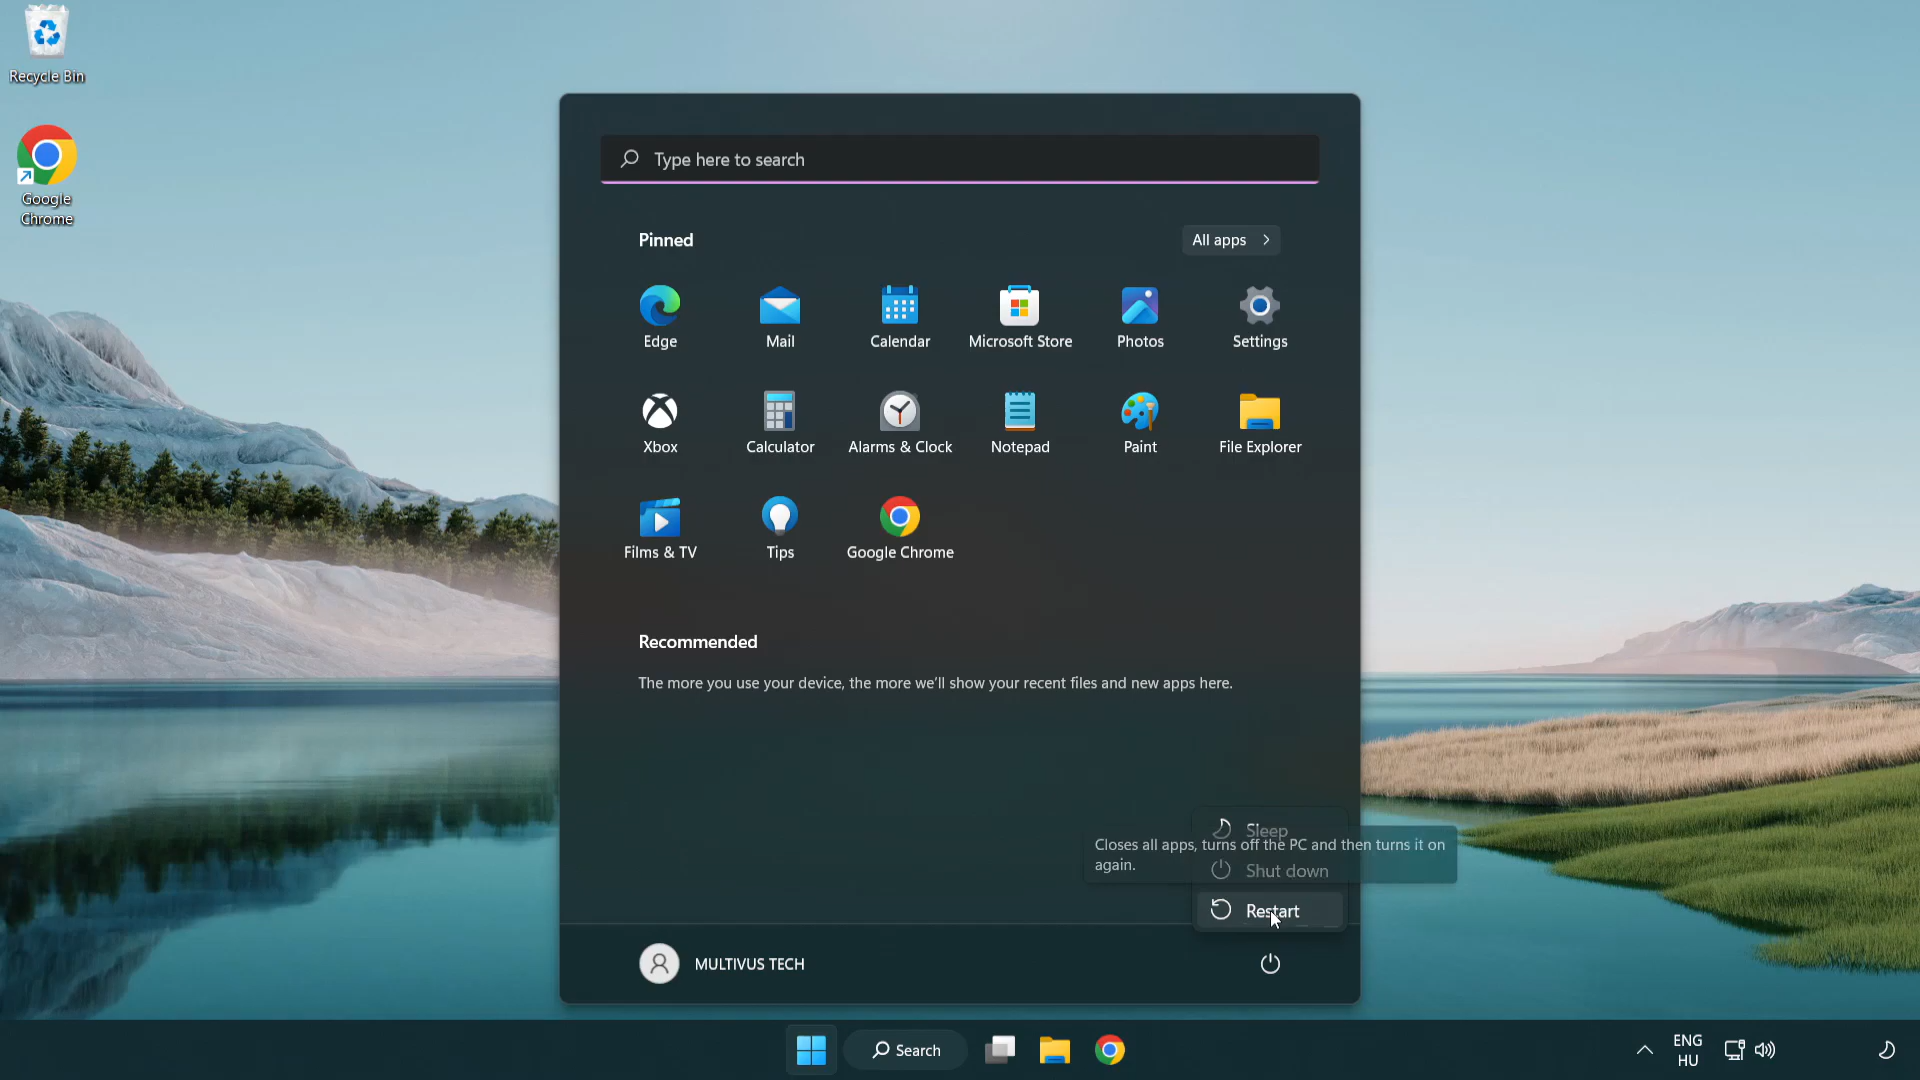 Recycle Bin
Google
Chrome
Type here to search
Pinned
All apps
Edge
Mail
Calendar
Microsoft Store
Photos
Settings
Xbox
Calculator
Alarms & Clock
Notepad
Paint
File Explorer
Films & TV
Tips
Google Chrome
Recommended
The more you use your device, the more we'll show your recent files and new apps here.
Sleep
Closes all apps, turns off the PC and then turns it on
again.
Shut down
Restart
MULTIVUS TECH
Search
ENG
HU